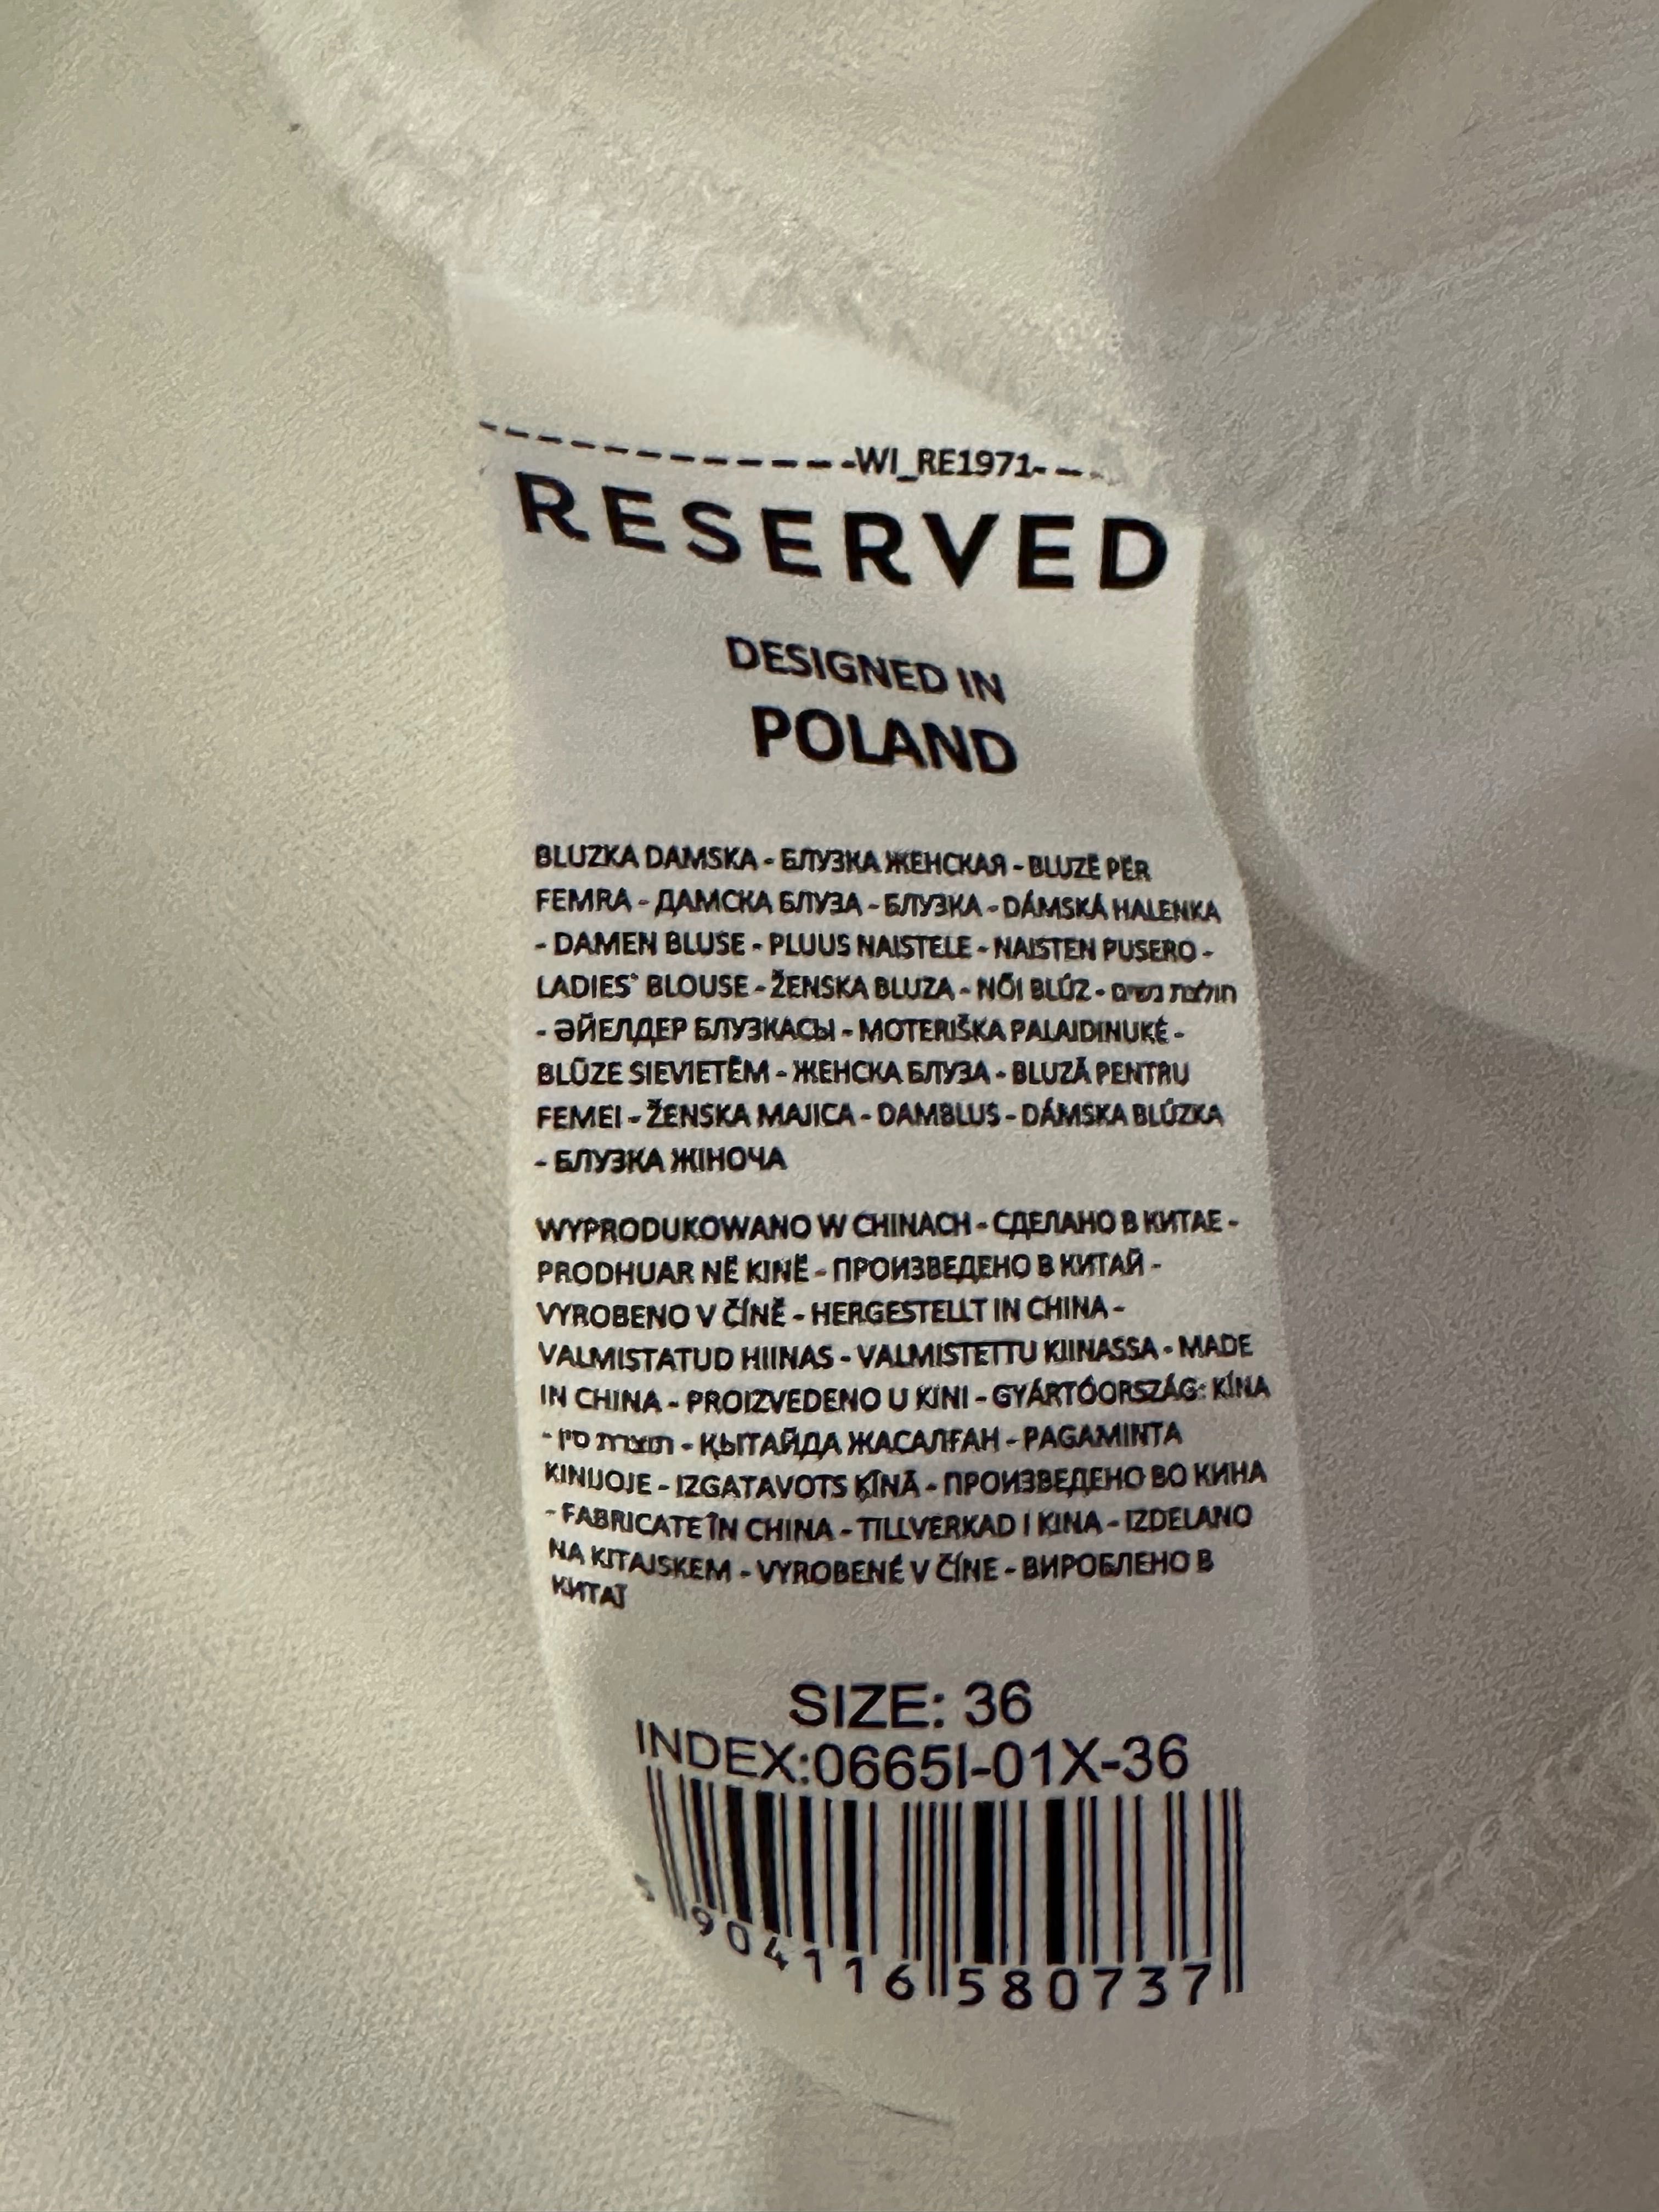 WI_RE1971
RESERVED
DESIGNED IN
POLAND
BLUZKA DAMSKA - БЛУЗКА ЖЕНСКАЯ - BLUZË PËR
FEMRA - ДАМСКА БЛУЗА - БЛУЗКА - DÁMSKÁ HALENKA
- DAMEN BLUSE - PLUUS NAISTELE - NAISTEN PUSERO -
LADIES' BLOUSE - ŽENSKA BLUZA - NŐI BLÚZ - חולצת נשים
- ӘЙЕЛДЕР БЛУЗКАСЫ - MOTERIŠKA PALAIDINUKĖ -
BLŪZE SIEVIETĒM - ЖЕНСКА БЛУЗА - BLUZĂ PENTRU
FEMEI - ŽENSKA MAJICA - DAMBLUS - DÁMSKA BLÚZKA
- БЛУЗКА ЖІНОЧА
WYPRODUKOWANO W CHINACH - СДЕЛАНО В КИТАЕ -
PRODHUAR NË KINË - ПРОИЗВЕДЕНО В КИТАЙ -
VYROBENO V ČÍNĚ - HERGESTELLT IN CHINA -
VALMISTATUD HIINAS - VALMISTETTU KIINASSA - MADE
IN CHINA - PROIZVEDENO U KINI - GYÁRTÓORSZÁG: KÍNA
- תוצרת סין - ҚЫТАЙДА ЖАСАЛҒАН - PAGAMINTA
KINIJOJE - IZGATAVOTS ĶĪNĀ - ПРОИЗВЕДЕНО ВО КИНА
- FABRICATE ÎN CHINA - TILLVERKAD I KINA - IZDELANO
NA KITAJSKEM - VYROBENÉ V ČÍNE - ВИРОБЛЕНО В
КИТАЇ
SIZE: 36
INDEX:0665I-01X-36
5 904116 580737